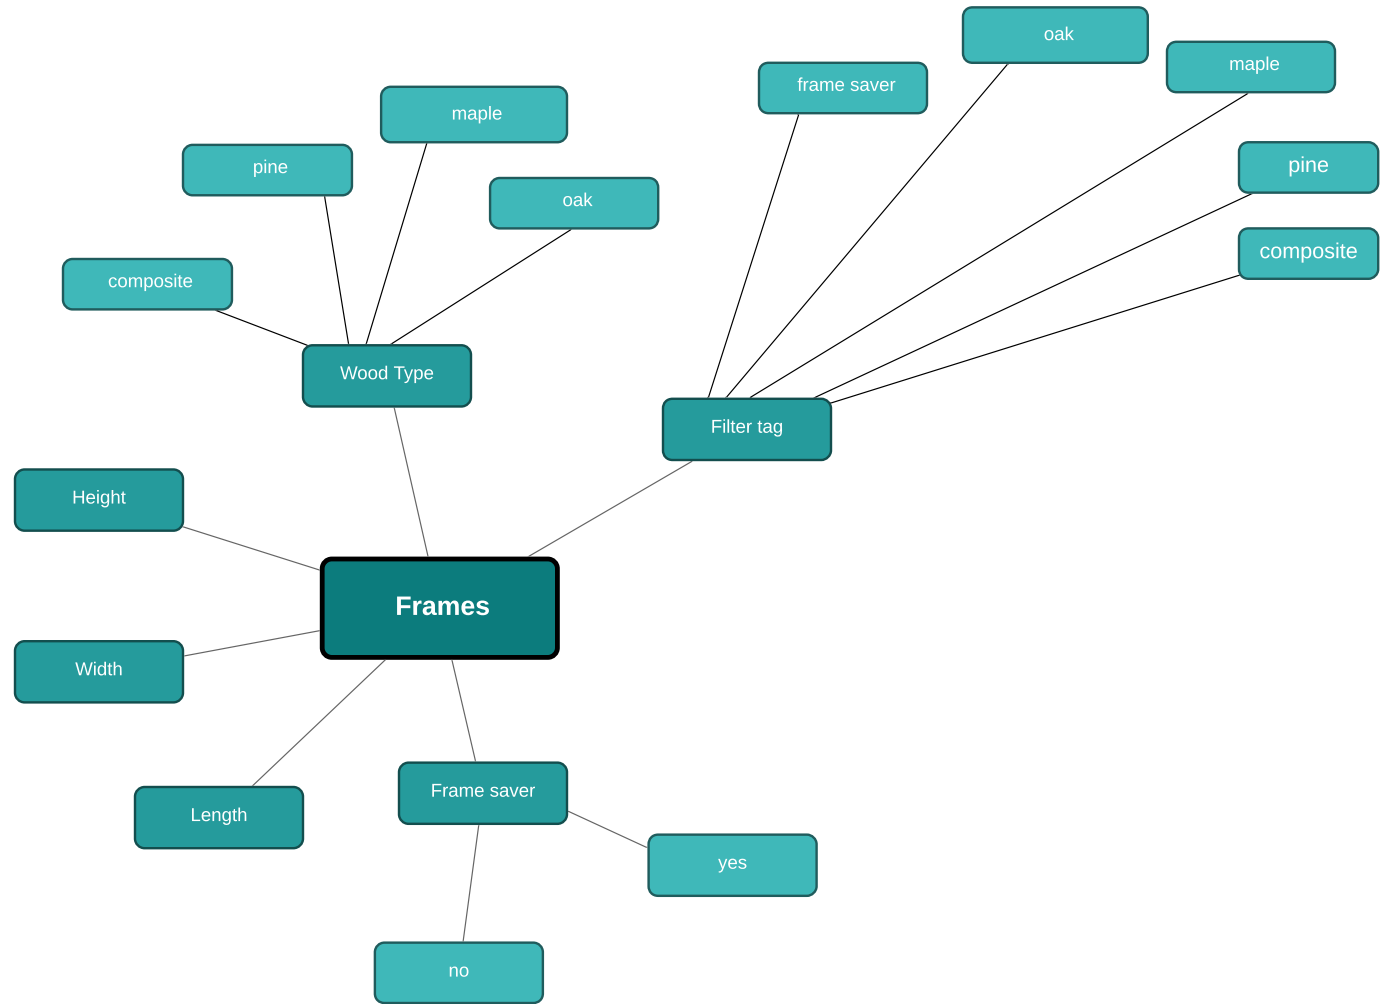 oak
maple
frame saver
maple
pine
pine
oak
composite
composite
Wood Type
Filter tag
Height
Frames
Width
Frame saver
Length
yes
no